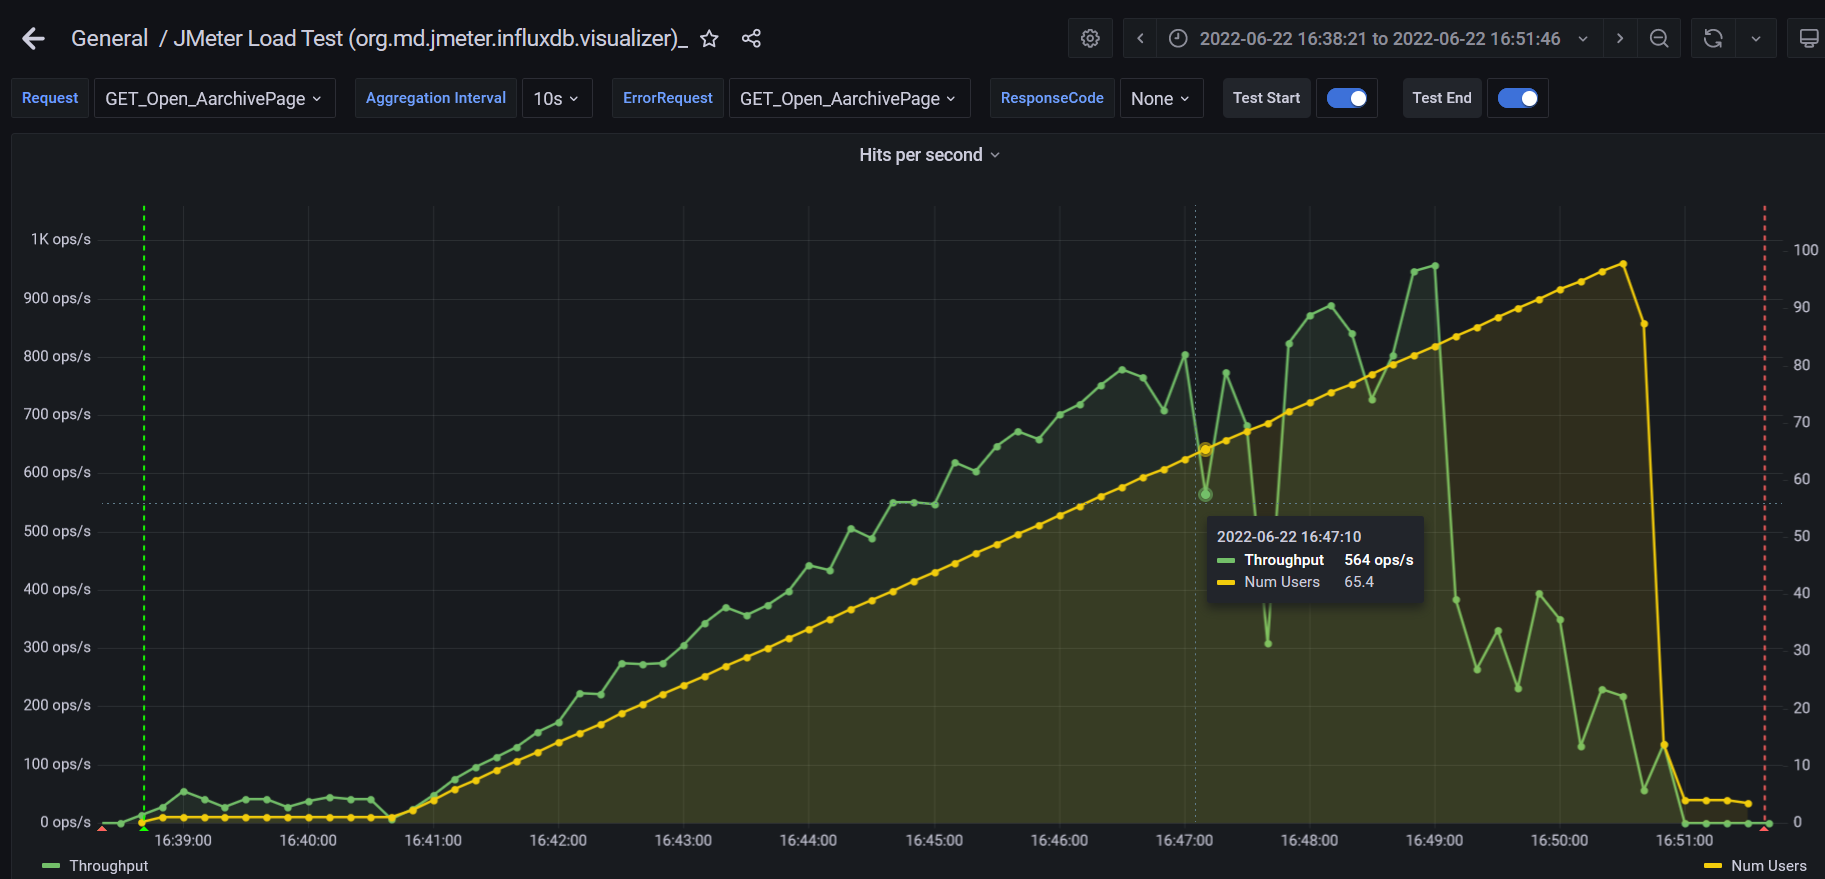 General / JMeter Load Test (org.md.jmeter.influxdb.visualizer)_
2022-06-22 16:38:21 to 2022-06-22 16:51:46
Request GET_Open_AarchivePage Aggregation Interval 10s ErrorRequest GET_Open_AarchivePage ResponseCode None Test Start Test End
Hits per second
1K ops/s
900 ops/s
800 ops/s
700 ops/s
600 ops/s
500 ops/s
400 ops/s
300 ops/s
200 ops/s
100 ops/s
0 ops/s
100
90
80
70
60
50
40
30
20
10
0
2022-06-22 16:47:10
Throughput 564 ops/s
Num Users 65.4
16:39:00 16:40:00 16:41:00 16:42:00 16:43:00 16:44:00 16:45:00 16:46:00 16:47:00 16:48:00 16:49:00 16:50:00 16:51:00
Throughput Num Users